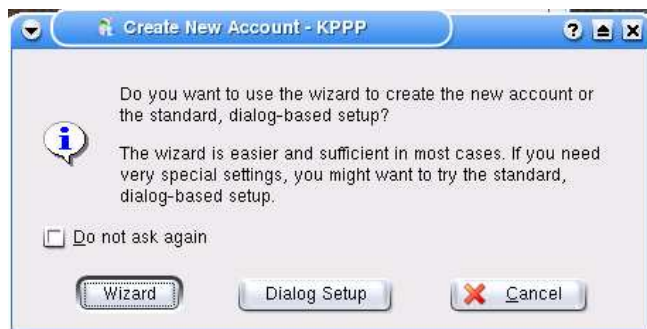 Create New Account - KPPP
Do you want to use the wizard to create the new account or
the standard, dialog-based setup?
The wizard is easier and sufficient in most cases. If you need
very special settings, you might want to try the standard,
dialog-based setup.
Do not ask again
Wizard Dialog Setup Cancel